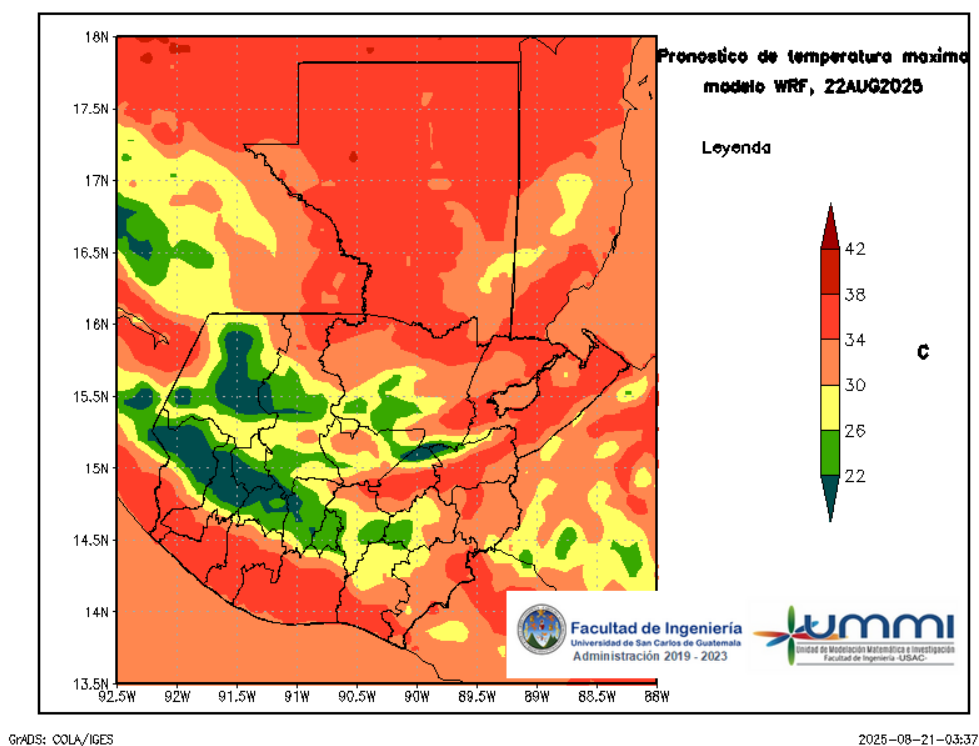 Pronostico de temperatura maxima
modelo WRF, 22AUG2025
Leyenda
42
38
34
30
26
22
C
18N
17.5N
17N
16.5N
16N
15.5N
15N
14.5N
14N
13.5N
92.5W
92W
91.5W
91W
90.5W
90W
89.5W
89W
88.5W
88W
Facultad de Ingeniería
Universidad de San Carlos de Guatemala
Administración 2019 - 2023
UMMI
Unidad de Modelación Matemática e Investigación
Facultad de Ingeniería -USAC-
GrADS: COLA/IGES
2025-08-21-03:37